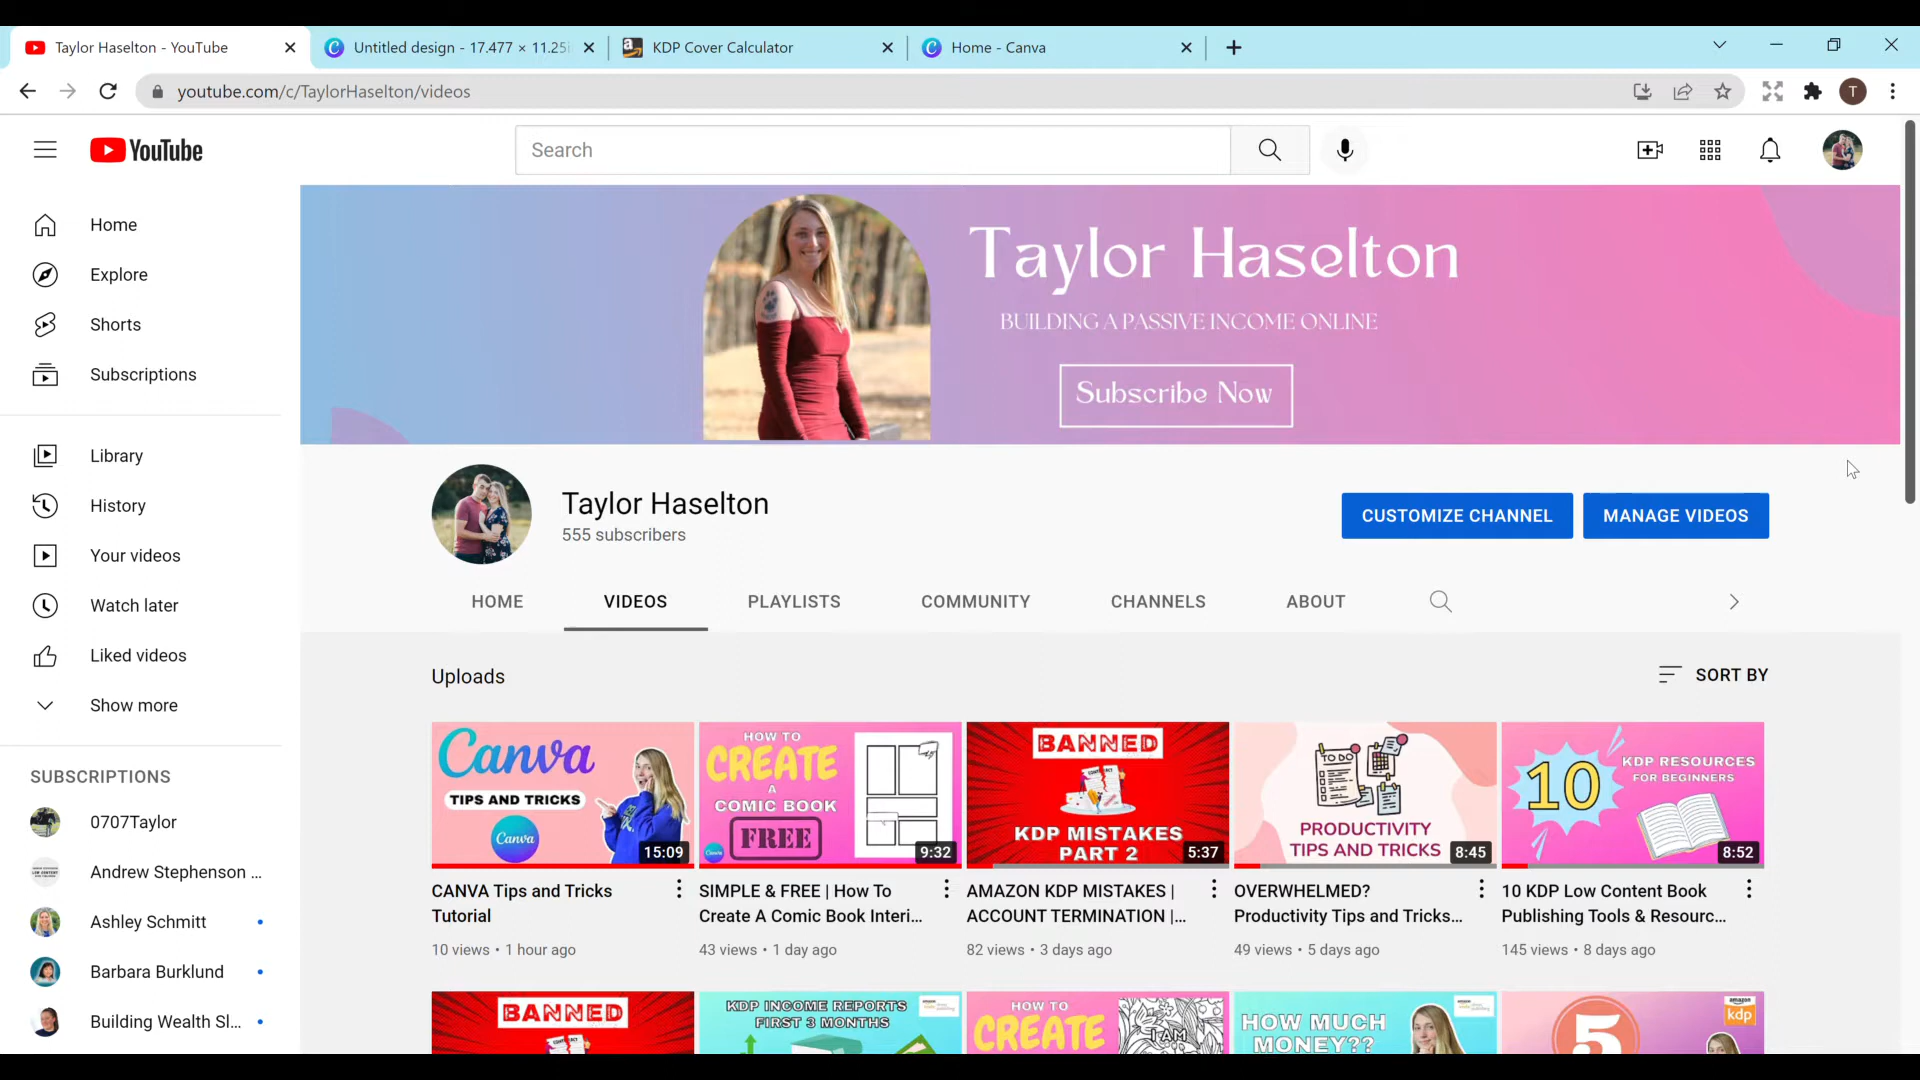 Taylor Haselton - YouTube
Untitled design - 17.477 × 11.25i
KDP Cover Calculator
Home - Canva
youtube.com/c/TaylorHaselton/videos
T
YouTube
Search
Home
Explore
Shorts
Subscriptions
Library
History
Your videos
Watch later
Liked videos
Show more
SUBSCRIPTIONS
0707Taylor
Andrew Stephenson ...
Ashley Schmitt
Barbara Burklund
Building Wealth Sl...
Taylor Haselton
BUILDING A PASSIVE INCOME ONLINE
Subscribe Now
Taylor Haselton
555 subscribers
CUSTOMIZE CHANNEL
MANAGE VIDEOS
HOME
VIDEOS
PLAYLISTS
COMMUNITY
CHANNELS
ABOUT
Uploads
SORT BY
Canva
TIPS AND TRICKS
Canva
15:09
CANVA Tips and Tricks
Tutorial
10 views • 1 hour ago
HOW TO
CREATE
A
COMIC BOOK
FREE
Canva
9:32
SIMPLE & FREE | How To
Create A Comic Book Interi...
43 views • 1 day ago
BANNED
CONTRACT
KDP MISTAKES
PART 2
5:37
AMAZON KDP MISTAKES |
ACCOUNT TERMINATION |...
82 views • 3 days ago
TO DO
PRODUCTIVITY
TIPS AND TRICKS
8:45
OVERWHELMED?
Productivity Tips and Tricks...
49 views • 5 days ago
10
KDP RESOURCES
FOR BEGINNERS
8:52
10 KDP Low Content Book
Publishing Tools & Resourc...
145 views • 8 days ago
BANNED
KDP INCOME REPORTS
FIRST 3 MONTHS
HOW TO
CREATE
I AM
HOW MUCH
MONEY??
5
amazon
kdp